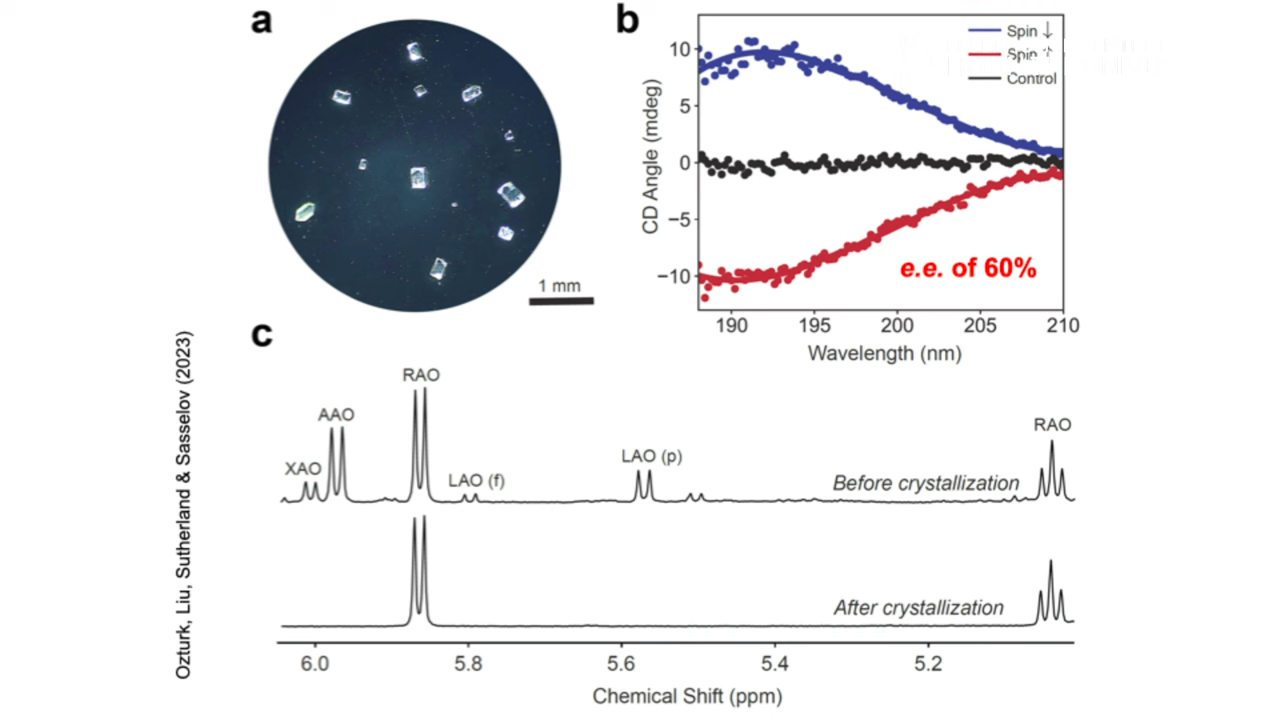 a
b
Spin ↓
Spin ↑
Control
10
5
0
−5
−10
CD Angle (mdeg)
e.e. of 60%
190 195 200 205 210
Wavelength (nm)
1 mm
c
Ozturk, Liu, Sutherland & Sasselov (2023)
XAO
AAO
RAO
LAO (f)
LAO (p)
RAO
Before crystallization
After crystallization
6.0 5.8 5.6 5.4 5.2
Chemical Shift (ppm)